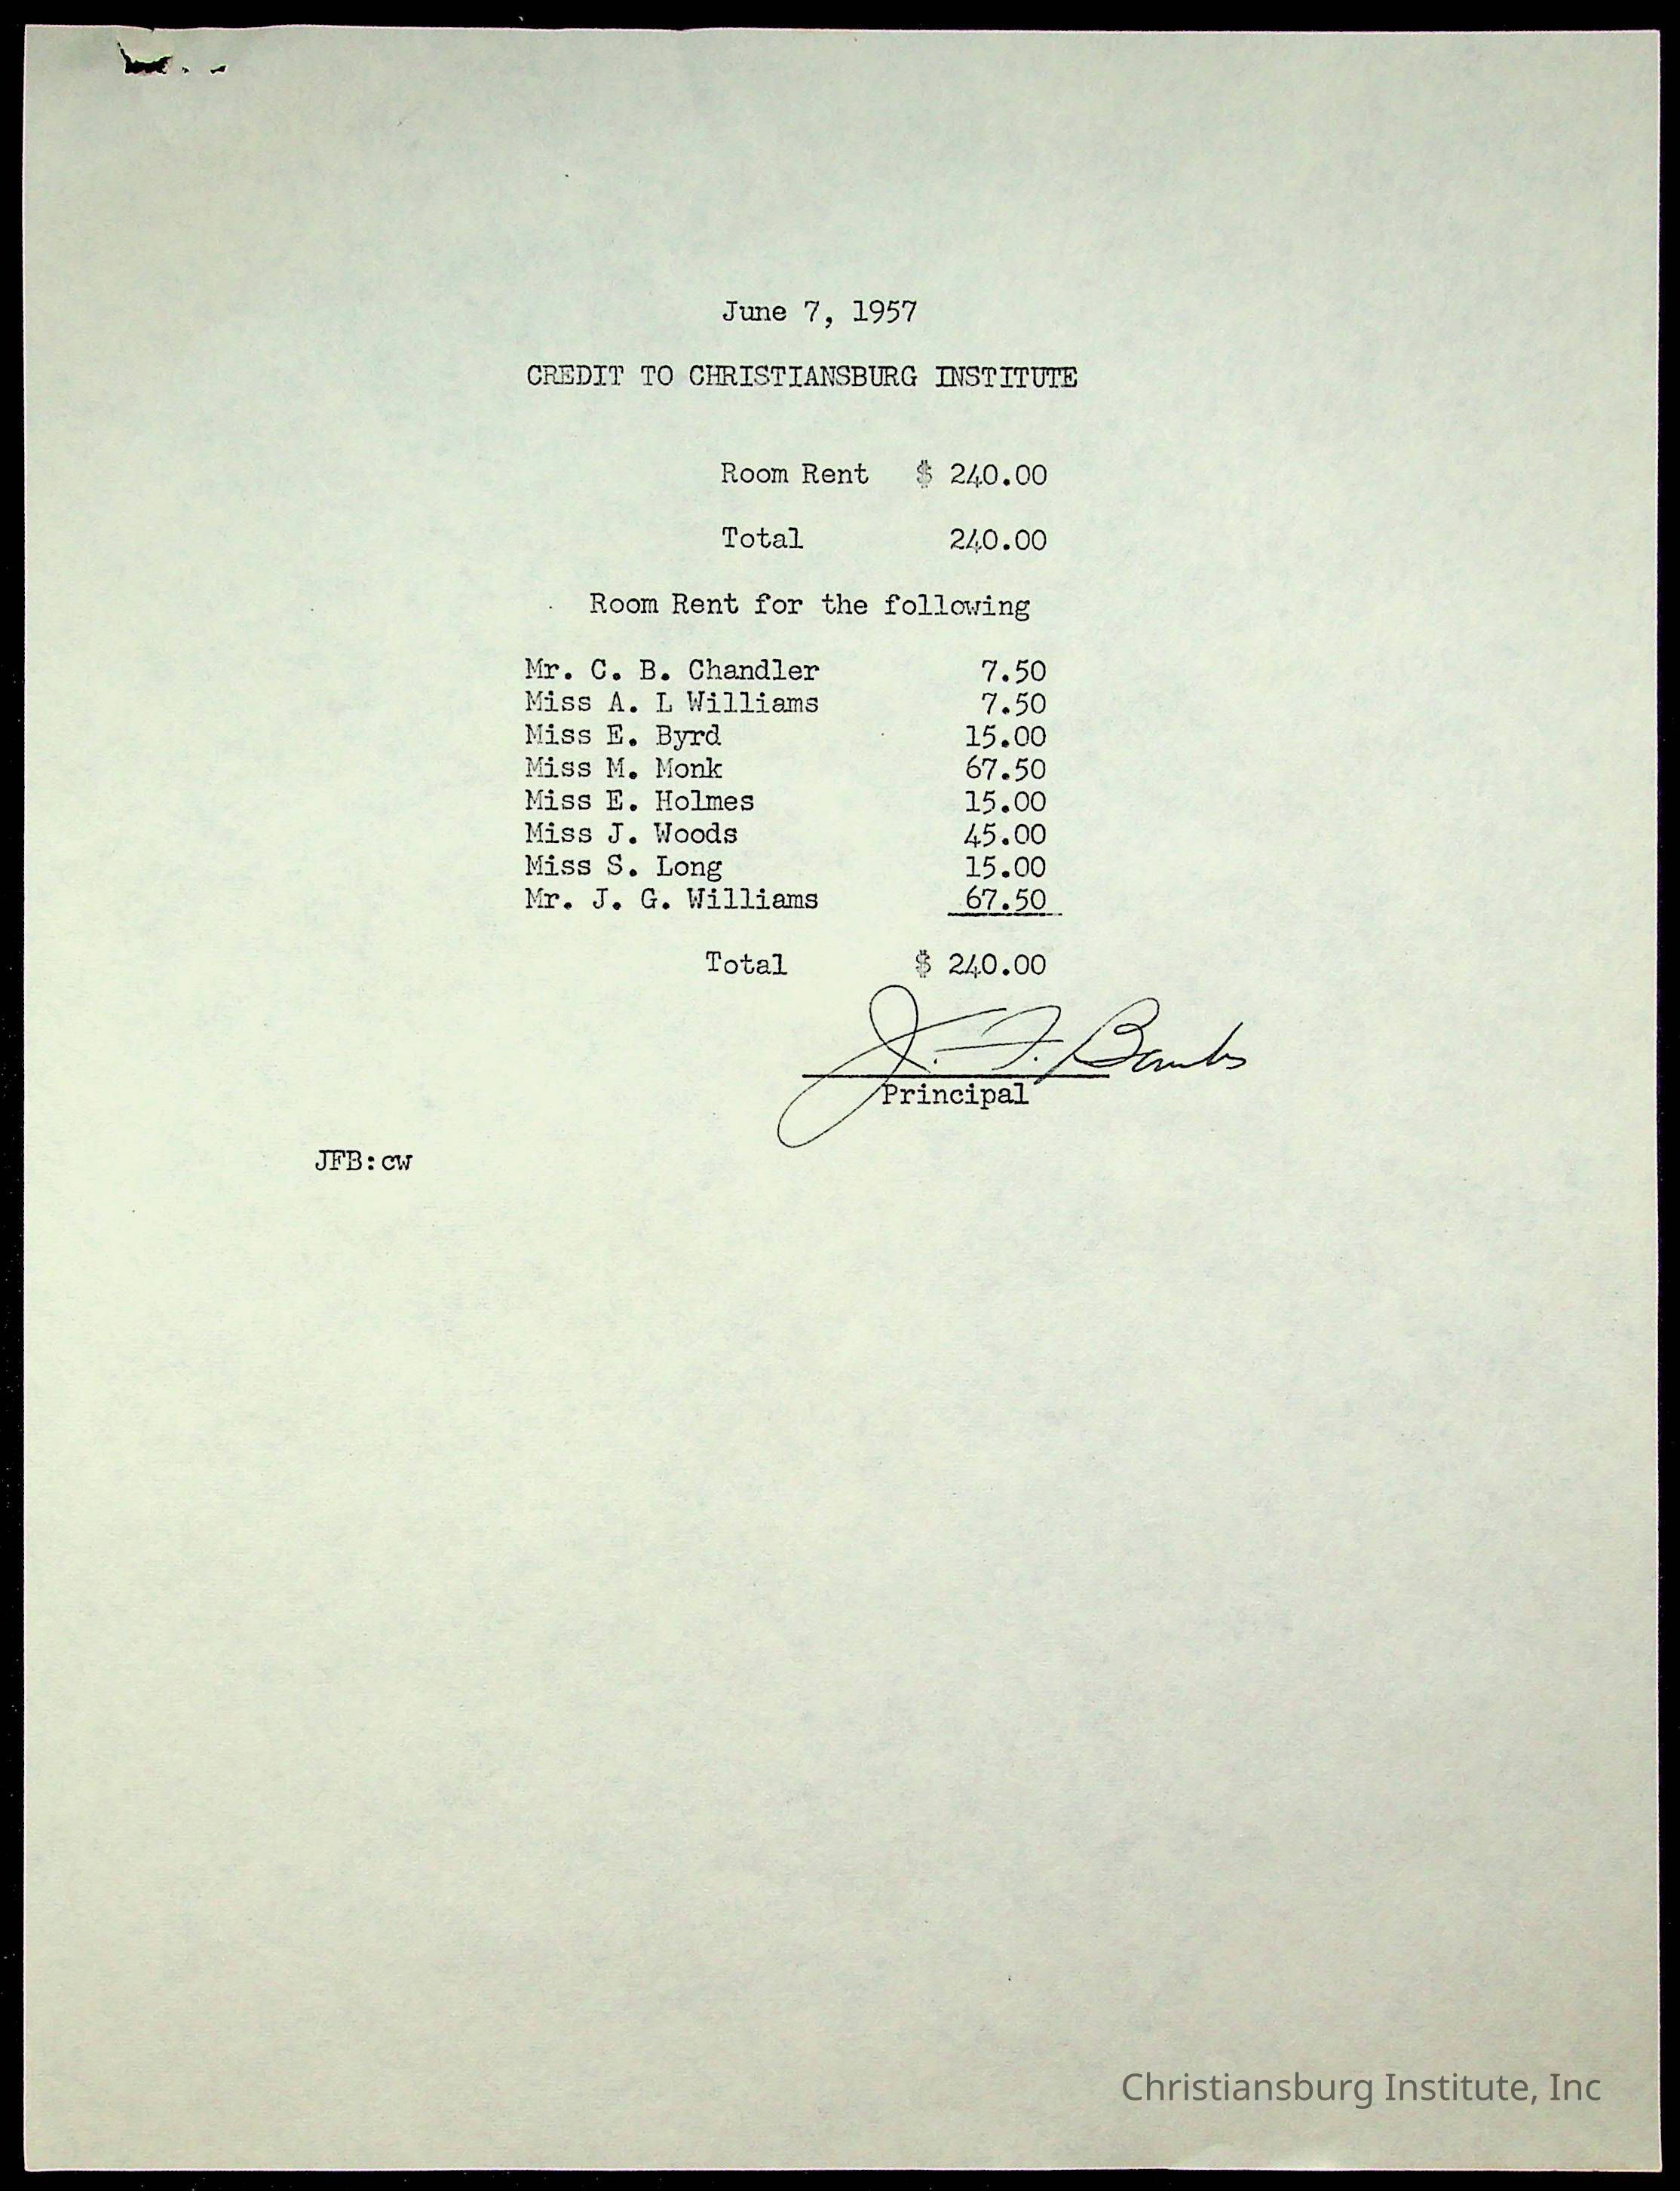 June 7, 1957
CREDIT TO CHRISTIANSBURG INSTITUTE
Room Rent $ 240.00
Total 240.00
Room Rent for the following
Mr. C. B. Chandler 7.50
Miss A. L Williams 7.50
Miss E. Byrd 15.00
Miss M. Monk 67.50
Miss E. Holmes 15.00
Miss J. Woods 45.00
Miss S. Long 15.00
Mr. J. G. Williams 67.50
Total $ 240.00
J. F. Banks
Principal
JFB:cw
Christiansburg Institute, Inc